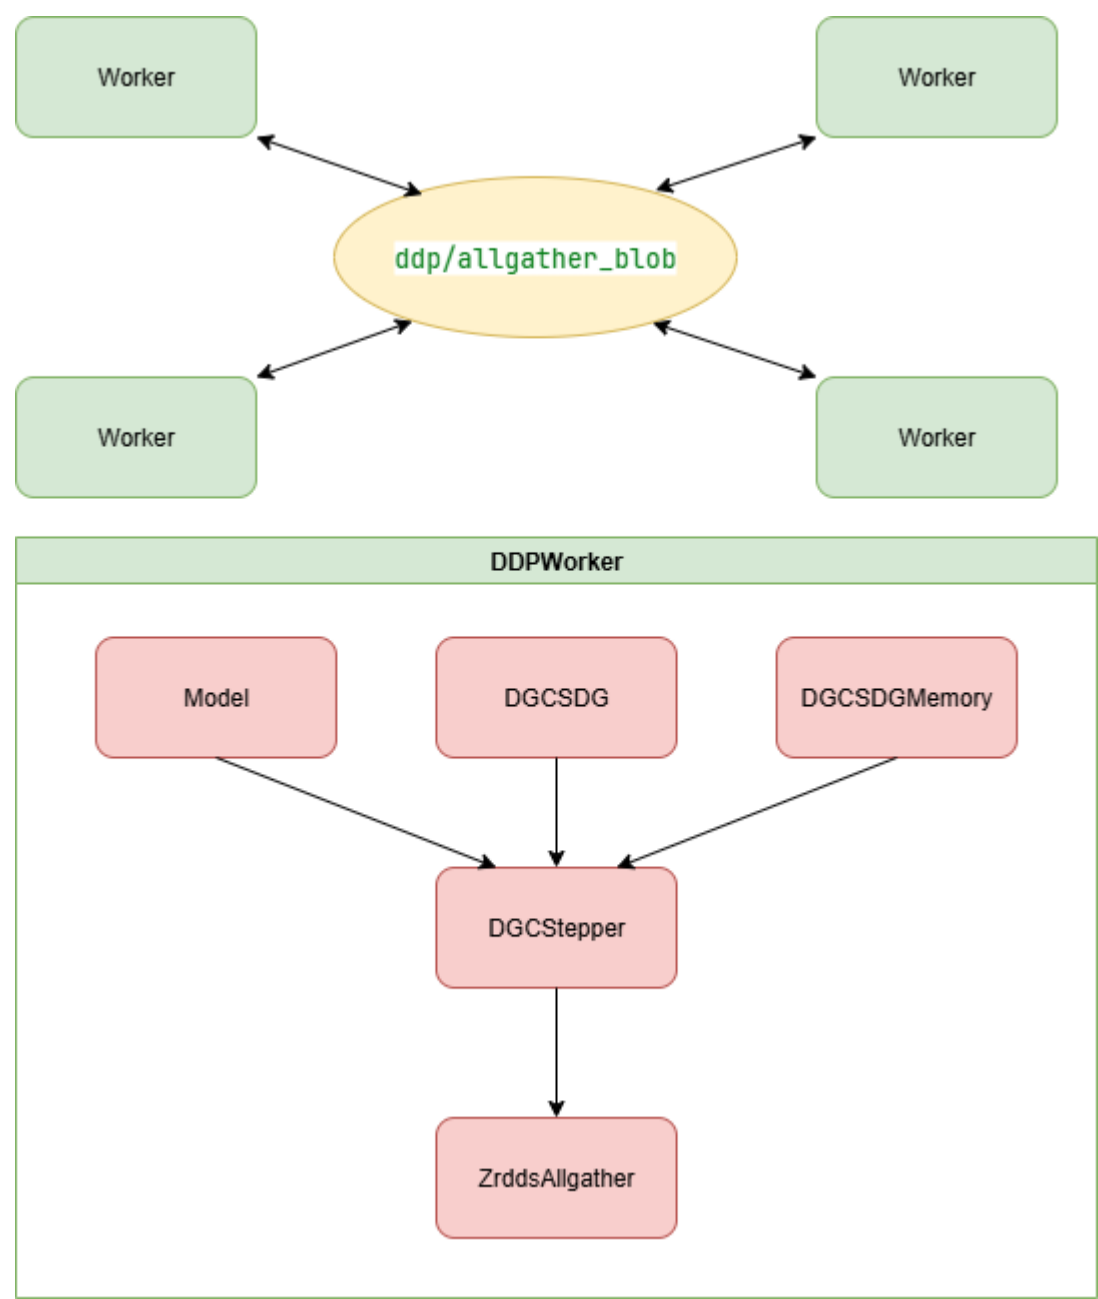 Worker
Worker
ddp/allgather_blob
Worker
Worker
DDPWorker
Model
DGCSDG
DGCSDGMemory
DGCStepper
ZrddsAllgather